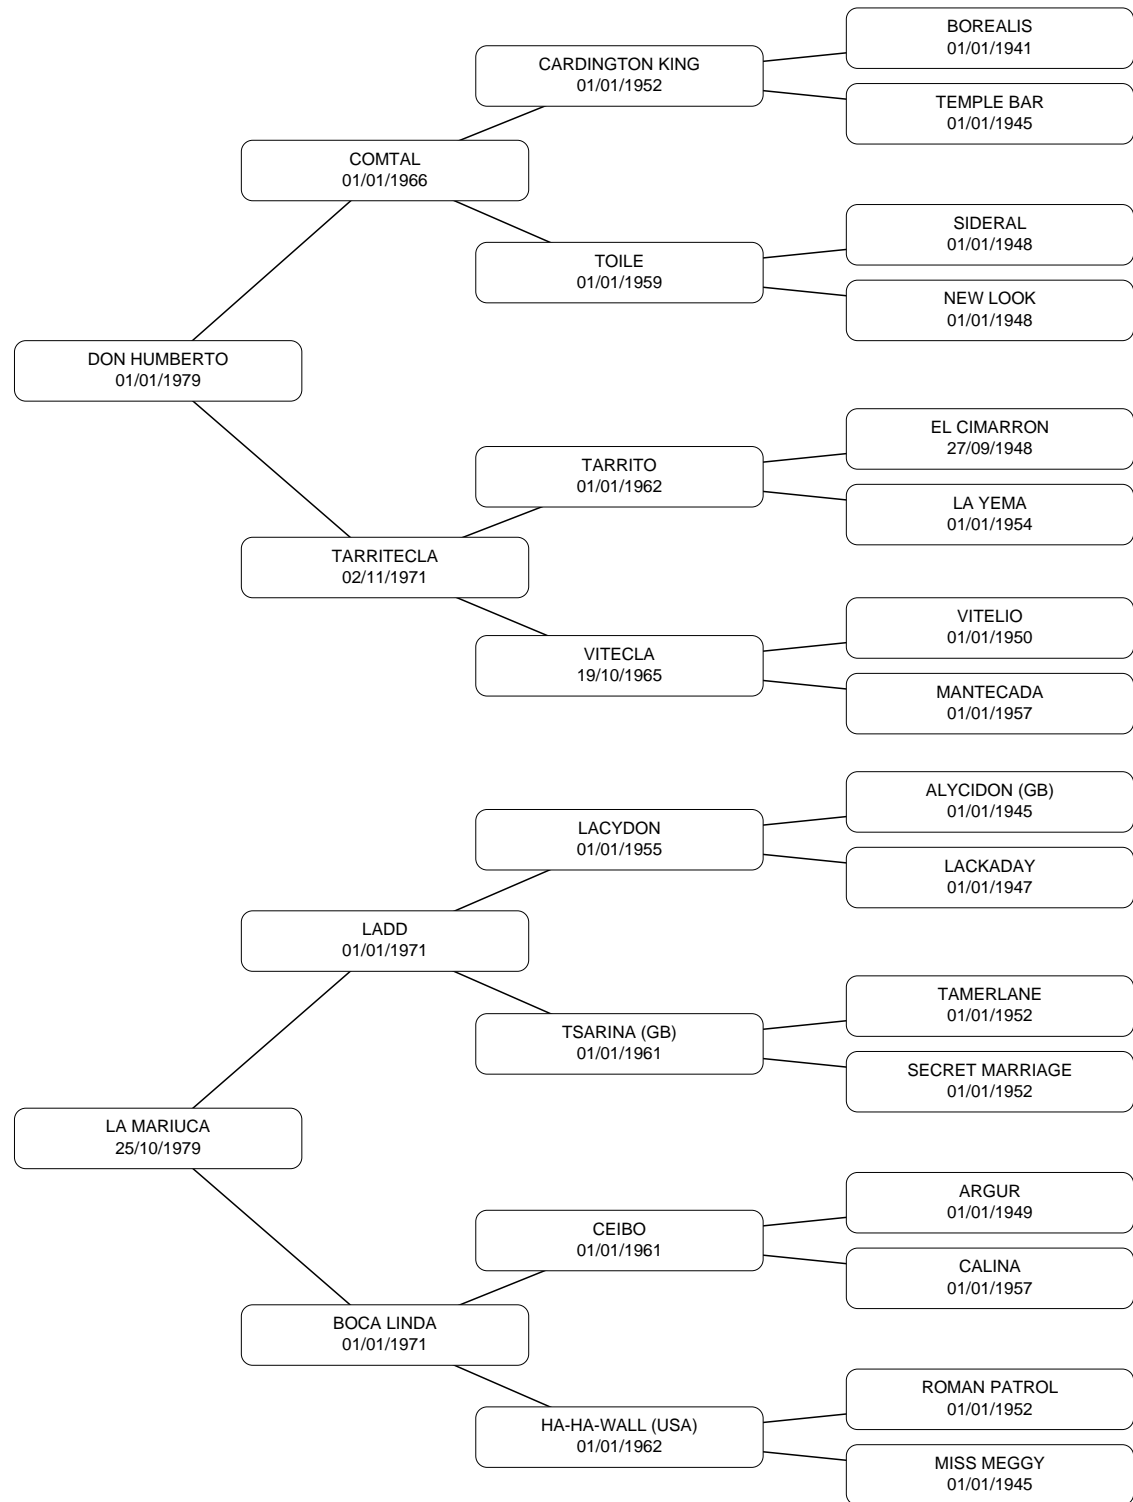 BOREALIS
01/01/1941
CARDINGTON KING
01/01/1952
TEMPLE BAR
01/01/1945
COMTAL
01/01/1966
SIDERAL
01/01/1948
TOILE
01/01/1959
NEW LOOK
01/01/1948
DON HUMBERTO
01/01/1979
EL CIMARRON
27/09/1948
TARRITO
01/01/1962
LA YEMA
01/01/1954
TARRITECLA
02/11/1971
VITELIO
01/01/1950
VITECLA
19/10/1965
MANTECADA
01/01/1957
ALYCIDON (GB)
01/01/1945
LACYDON
01/01/1955
LACKADAY
01/01/1947
LADD
01/01/1971
TAMERLANE
01/01/1952
TSARINA (GB)
01/01/1961
SECRET MARRIAGE
01/01/1952
LA MARIUCA
25/10/1979
ARGUR
01/01/1949
CEIBO
01/01/1961
CALINA
01/01/1957
BOCA LINDA
01/01/1971
ROMAN PATROL
01/01/1952
HA-HA-WALL (USA)
01/01/1962
MISS MEGGY
01/01/1945